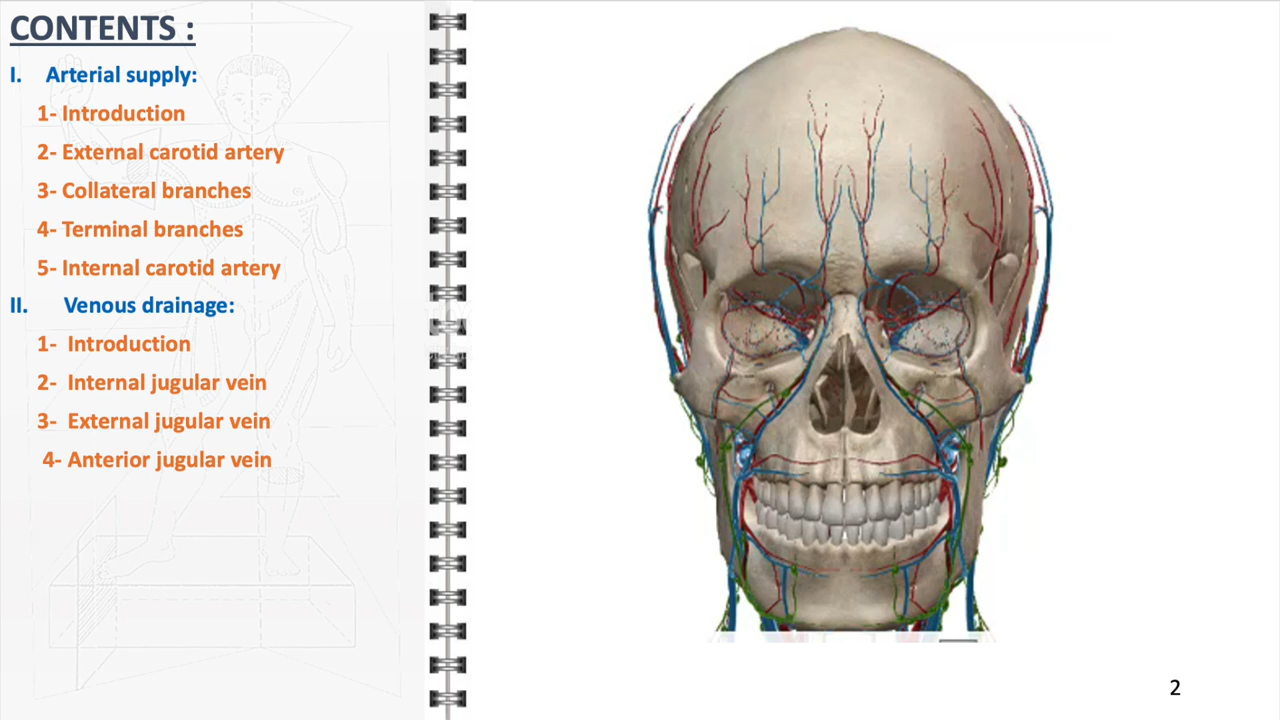 CONTENTS :
I. Arterial supply:
1- Introduction
2- External carotid artery
3- Collateral branches
4- Terminal branches
5- Internal carotid artery
II. Venous drainage:
1- Introduction
2- Internal jugular vein
3- External jugular vein
4- Anterior jugular vein
2